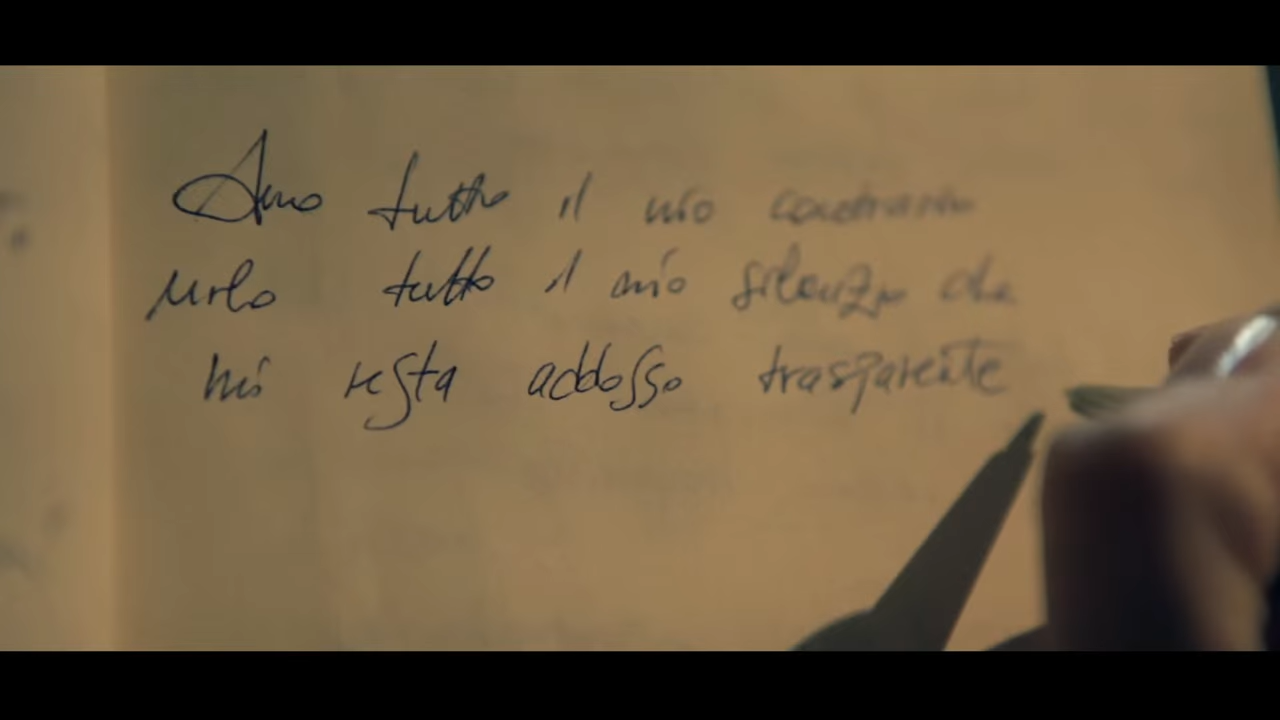 Amo tutto il mio contrario
Urlo tutto il mio silenzio che
mi resta addosso trasparente